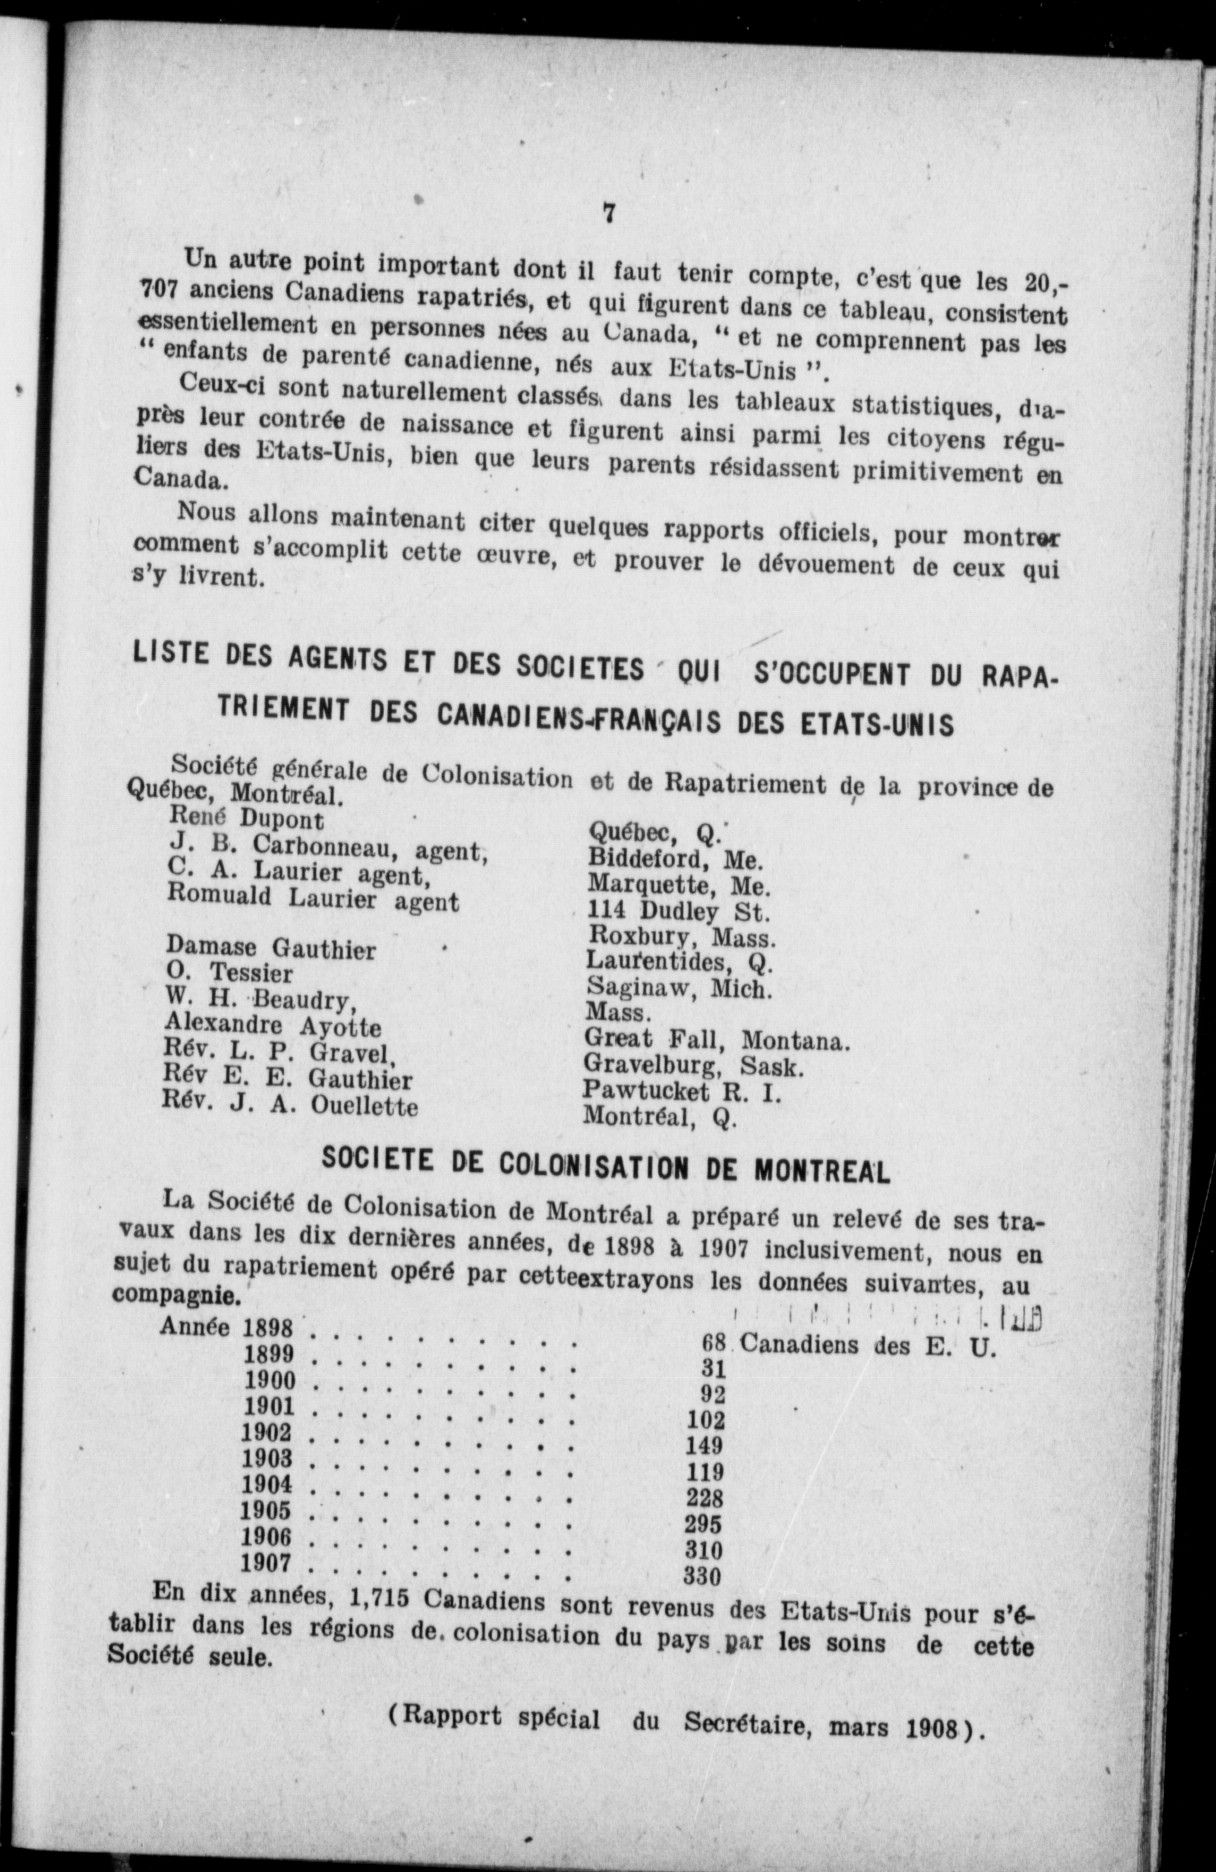 7
Un autre point important dont il faut tenir compte, c'est que les 20,-
707 anciens Canadiens rapatriés, et qui figurent dans ce tableau, consistent
essentiellement en personnes nées au Canada, “ et ne comprennent pas les
“ enfants de parenté canadienne, nés aux Etats-Unis ”.
Ceux-ci sont naturellement classés dans les tableaux statistiques, d'a-
près leur contrée de naissance et figurent ainsi parmi les citoyens régu-
liers des Etats-Unis, bien que leurs parents résidassent primitivement en
Canada.
Nous allons maintenant citer quelques rapports officiels, pour montrer
comment s'accomplit cette œuvre, et prouver le dévouement de ceux qui
s'y livrent.
LISTE DES AGENTS ET DES SOCIETES QUI S'OCCUPENT DU RAPA-
TRIEMENT DES CANADIENS-FRANÇAIS DES ETATS-UNIS
Société générale de Colonisation et de Rapatriement de la province de
Québec, Montréal.
René Dupont Québec, Q.
J. B. Carbonneau, agent, Biddeford, Me.
C. A. Laurier agent, Marquette, Me.
Romuald Laurier agent 114 Dudley St.
Roxbury, Mass.
Damase Gauthier Laurentides, Q.
O. Tessier Saginaw, Mich.
W. H. Beaudry, Mass.
Alexandre Ayotte Great Fall, Montana.
Rév. L. P. Gravel, Gravelburg, Sask.
Rév E. E. Gauthier Pawtucket R. I.
Rév. J. A. Ouellette Montréal, Q.
SOCIETE DE COLONISATION DE MONTREAL
La Société de Colonisation de Montréal a préparé un relevé de ses tra-
vaux dans les dix dernières années, de 1898 à 1907 inclusivement, nous en
sujet du rapatriement opéré par cetteextrayons les données suivantes, au
compagnie.
Année 1898 . . . . . . . . . . 68 Canadiens des E. U.
1899 . . . . . . . . . . 31
1900 . . . . . . . . . . 92
1901 . . . . . . . . . . 102
1902 . . . . . . . . . . 149
1903 . . . . . . . . . . 119
1904 . . . . . . . . . . 228
1905 . . . . . . . . . . 295
1906 . . . . . . . . . . 310
1907 . . . . . . . . . . 330
En dix années, 1,715 Canadiens sont revenus des Etats-Unis pour s'é-
tablir dans les régions de colonisation du pays par les soins de cette
Société seule.
(Rapport spécial du Secrétaire, mars 1908).